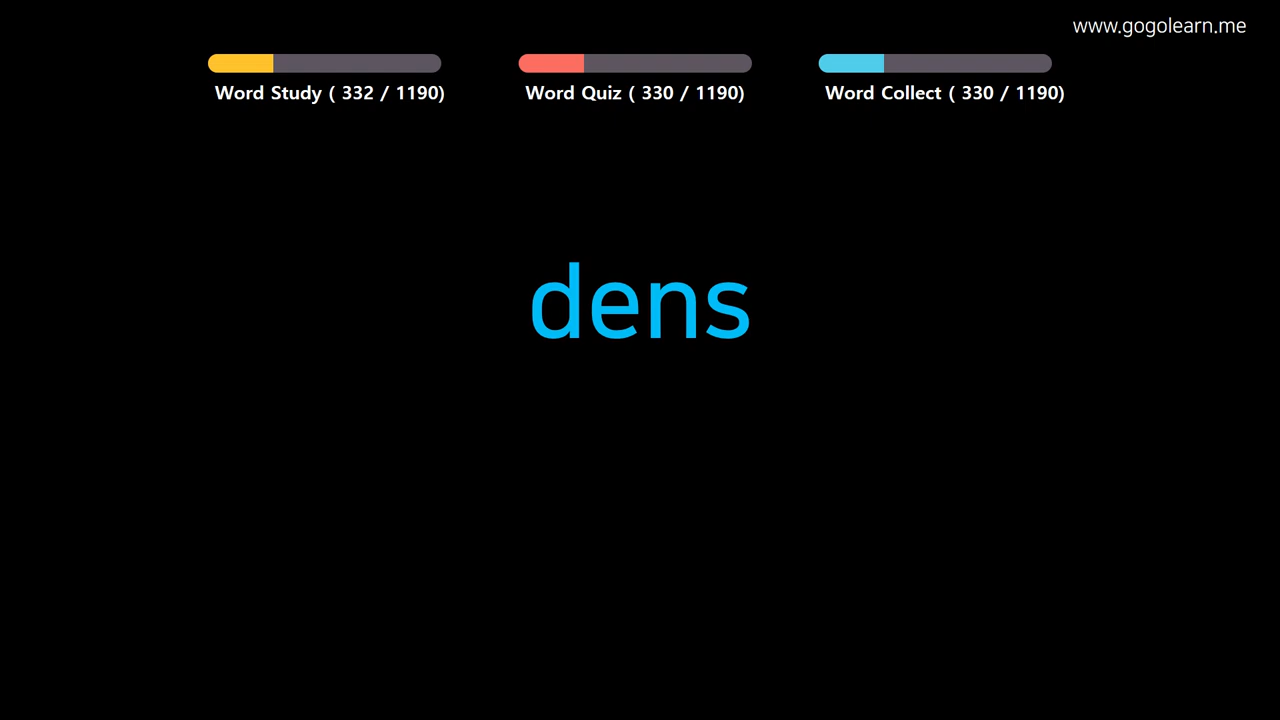 www.gogolearn.me
Word Study ( 332 / 1190)
Word Quiz ( 330 / 1190)
Word Collect ( 330 / 1190)
dens